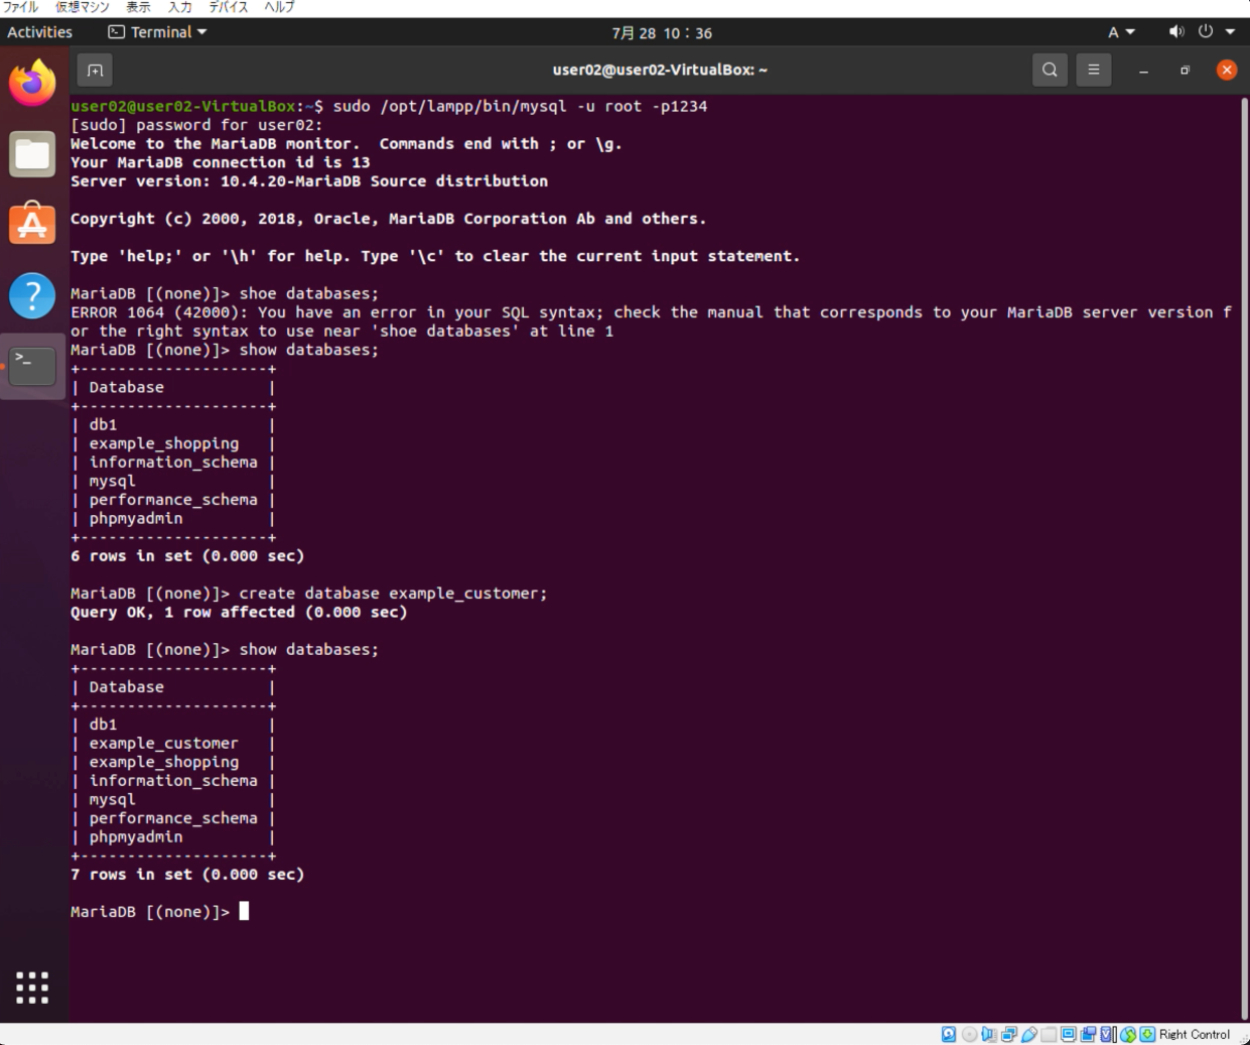 ファイル 仮想マシン 表示 入力 デバイス ヘルプ
Activities Terminal 7月 28 10：36 A
user02@user02-VirtualBox: ~
user02@user02-VirtualBox:~$ sudo /opt/lampp/bin/mysql -u root -p1234
[sudo] password for user02:
Welcome to the MariaDB monitor.  Commands end with ; or \g.
Your MariaDB connection id is 13
Server version: 10.4.20-MariaDB Source distribution
Copyright (c) 2000, 2018, Oracle, MariaDB Corporation Ab and others.
Type 'help;' or '\h' for help. Type '\c' to clear the current input statement.
MariaDB [(none)]> shoe databases;
ERROR 1064 (42000): You have an error in your SQL syntax; check the manual that corresponds to your MariaDB server version f
or the right syntax to use near 'shoe databases' at line 1
MariaDB [(none)]> show databases;
+--------------------+
| Database           |
+--------------------+
| db1                |
| example_shopping   |
| information_schema |
| mysql              |
| performance_schema |
| phpmyadmin         |
+--------------------+
6 rows in set (0.000 sec)
MariaDB [(none)]> create database example_customer;
Query OK, 1 row affected (0.000 sec)
MariaDB [(none)]> show databases;
+--------------------+
| Database           |
+--------------------+
| db1                |
| example_customer   |
| example_shopping   |
| information_schema |
| mysql              |
| performance_schema |
| phpmyadmin         |
+--------------------+
7 rows in set (0.000 sec)
MariaDB [(none)]>
Right Control